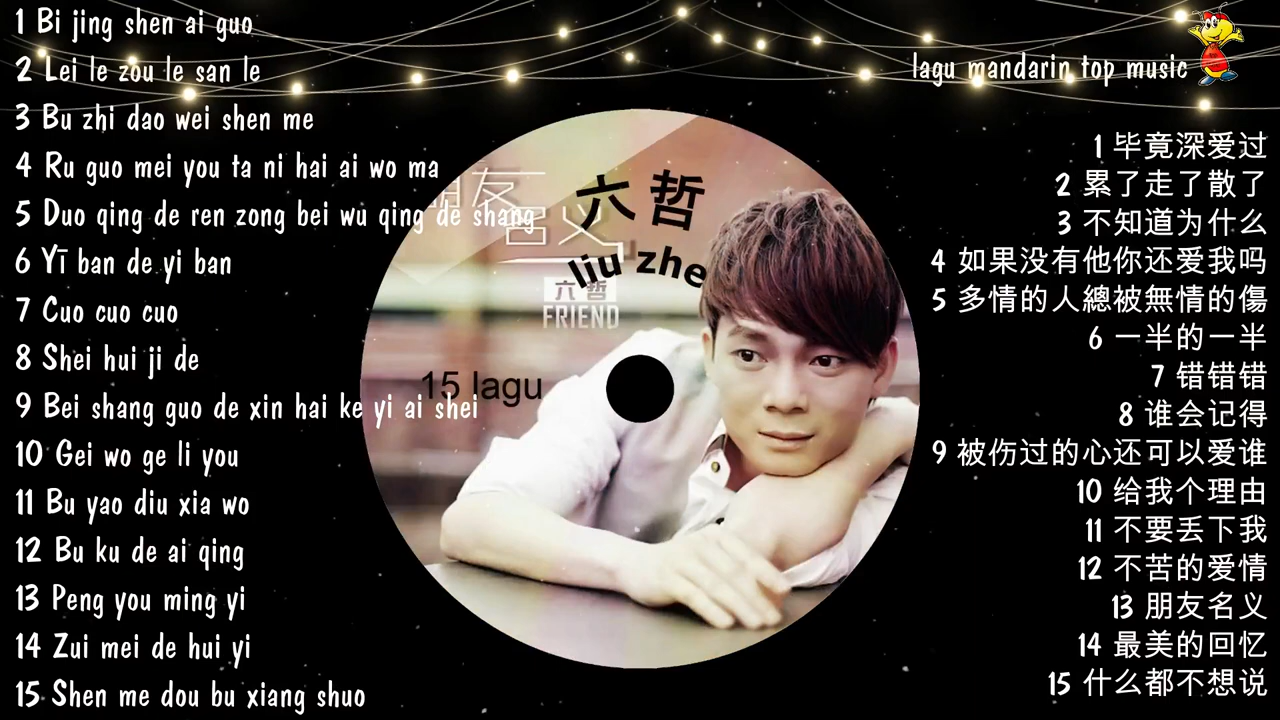 1 Bi jing shen ai guo
2 Lei le zou le san le
3 Bu zhi dao wei shen me
4 Ru guo mei you ta ni hai ai wo ma
5 Duo qing de ren zong bei wu qing de shang
6 Yī ban de yi ban
7 Cuo cuo cuo
8 Shei hui ji de
9 Bei shang guo de xin hai ke yi ai shei
10 Gei wo ge li you
11 Bu yao diu xia wo
12 Bu ku de ai qing
13 Peng you ming yi
14 Zui mei de hui yi
15 Shen me dou bu xiang shuo
朋友
名义
六哲
liu zhe
六哲
FRIEND
15 lagu
lagu mandarin top music
1 毕竟深爱过
2 累了走了散了
3 不知道为什么
4 如果没有他你还爱我吗
5 多情的人總被無情的傷
6 一半的一半
7 错错错
8 谁会记得
9 被伤过的心还可以爱谁
10 给我个理由
11 不要丢下我
12 不苦的爱情
13 朋友名义
14 最美的回忆
15 什么都不想说